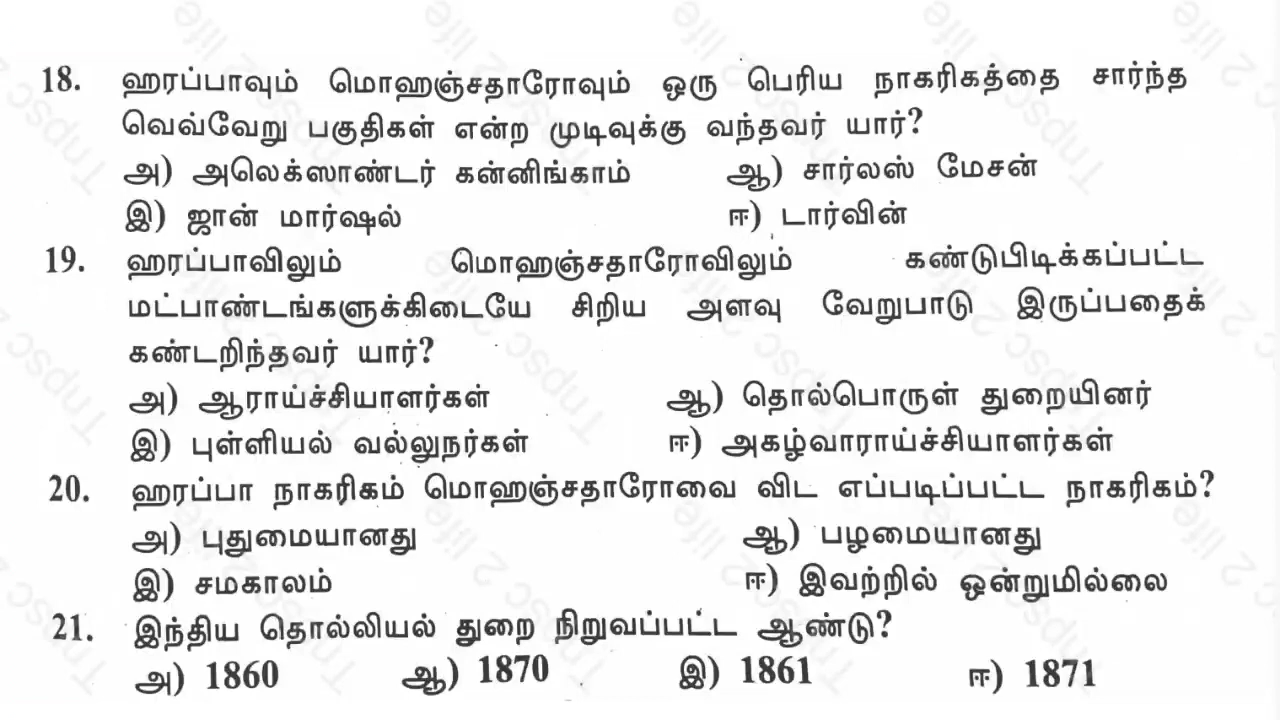 18. ஹரப்பாவும் மொஹஞ்சதாரோவும் ஒரு பெரிய நாகரிகத்தை சார்ந்த
வெவ்வேறு பகுதிகள் என்ற முடிவுக்கு வந்தவர் யார்?
அ) அலெக்ஸாண்டர் கன்னிங்காம் ஆ) சார்லஸ் மேசன்
இ) ஜான் மார்ஷல் ஈ) டார்வின்
19. ஹரப்பாவிலும் மொஹஞ்சதாரோவிலும் கண்டுபிடிக்கப்பட்ட
மட்பாண்டங்களுக்கிடையே சிறிய அளவு வேறுபாடு இருப்பதைக்
கண்டறிந்தவர் யார்?
அ) ஆராய்ச்சியாளர்கள் ஆ) தொல்பொருள் துறையினர்
இ) புள்ளியல் வல்லுநர்கள் ஈ) அகழ்வாராய்ச்சியாளர்கள்
20. ஹரப்பா நாகரிகம் மொஹஞ்சதாரோவை விட எப்படிப்பட்ட நாகரிகம்?
அ) புதுமையானது ஆ) பழமையானது
இ) சமகாலம் ஈ) இவற்றில் ஒன்றுமில்லை
21. இந்திய தொல்லியல் துறை நிறுவப்பட்ட ஆண்டு?
அ) 1860 ஆ) 1870 இ) 1861 ஈ) 1871
Tnpsc 2 life